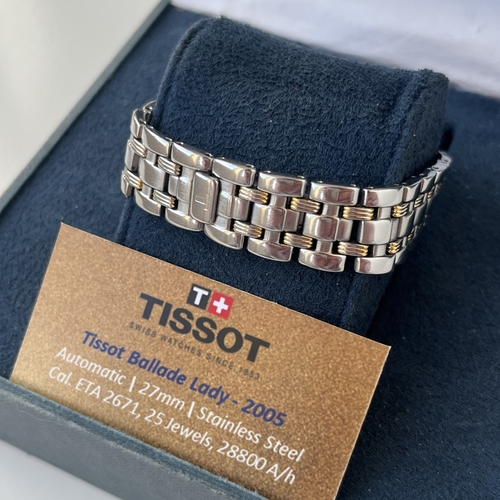 T+
TISSOT
SWISS WATCHES SINCE 1853
Tissot Ballade Lady - 2005
Automatic | 27mm | Stainless Steel
Cal. ETA 2671, 25 Jewels, 28800 A/h